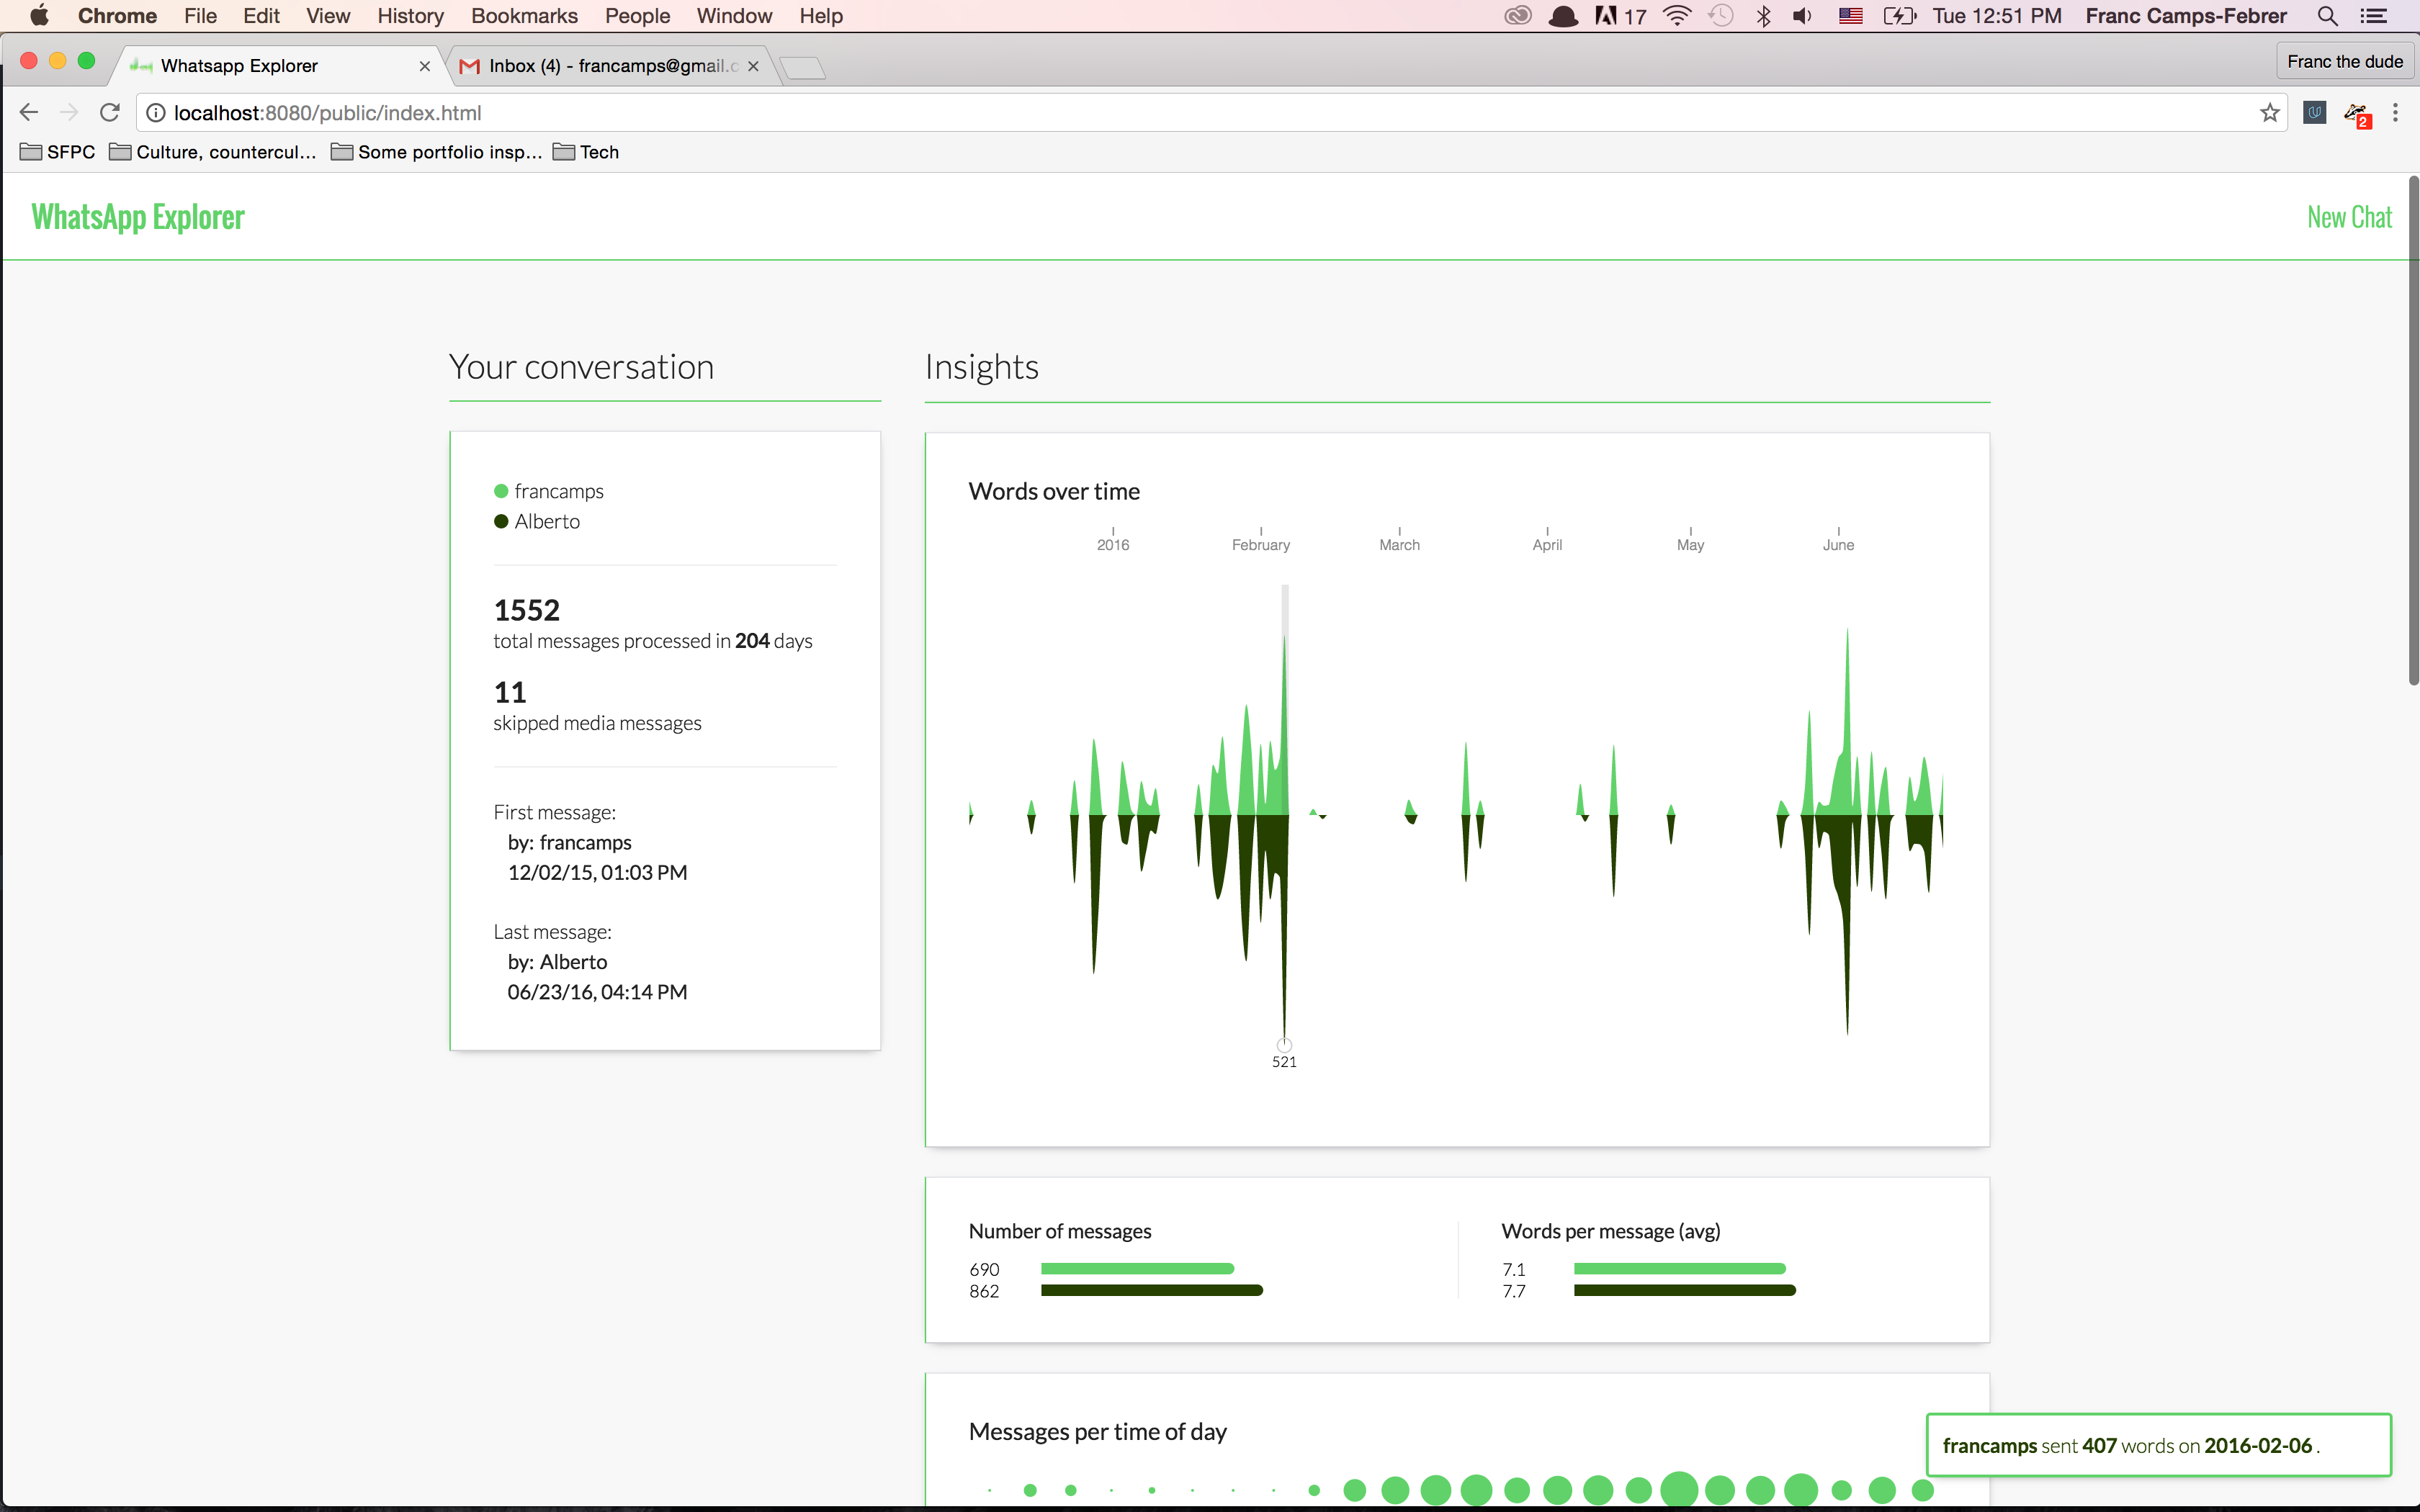 Chrome File Edit View History Bookmarks People Window Help 17 Tue 12:51 PM Franc Camps-Febrer
Whatsapp Explorer Inbox (4) - francamps@gmail.c Franc the dude
localhost:8080/public/index.html 2
SFPC Culture, countercul... Some portfolio insp... Tech
WhatsApp Explorer New Chat
Your conversation
francamps
Alberto
1552
total messages processed in 204 days
11
skipped media messages
First message:
by: francamps
12/02/15, 01:03 PM
Last message:
by: Alberto
06/23/16, 04:14 PM
Insights
Words over time
2016 February March April May June
521
Number of messages
690
862
Words per message (avg)
7.1
7.7
Messages per time of day
francamps sent 407 words on 2016-02-06 .